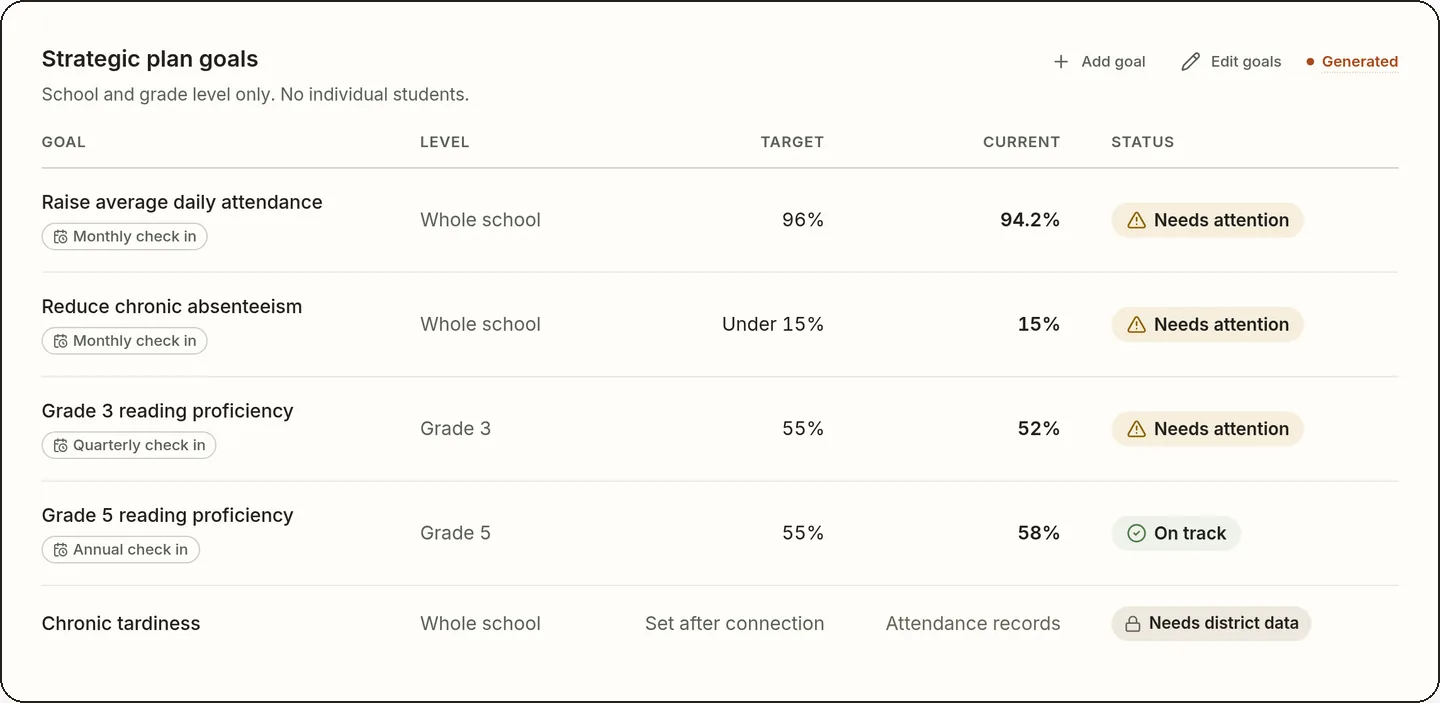 Strategic plan goals
+ Add goal Edit goals • Generated
School and grade level only. No individual students.
GOAL LEVEL TARGET CURRENT STATUS
Raise average daily attendance
Monthly check in
Whole school 96% 94.2% Needs attention
Reduce chronic absenteeism
Monthly check in
Whole school Under 15% 15% Needs attention
Grade 3 reading proficiency
Quarterly check in
Grade 3 55% 52% Needs attention
Grade 5 reading proficiency
Annual check in
Grade 5 55% 58% On track
Chronic tardiness Whole school Set after connection Attendance records Needs district data